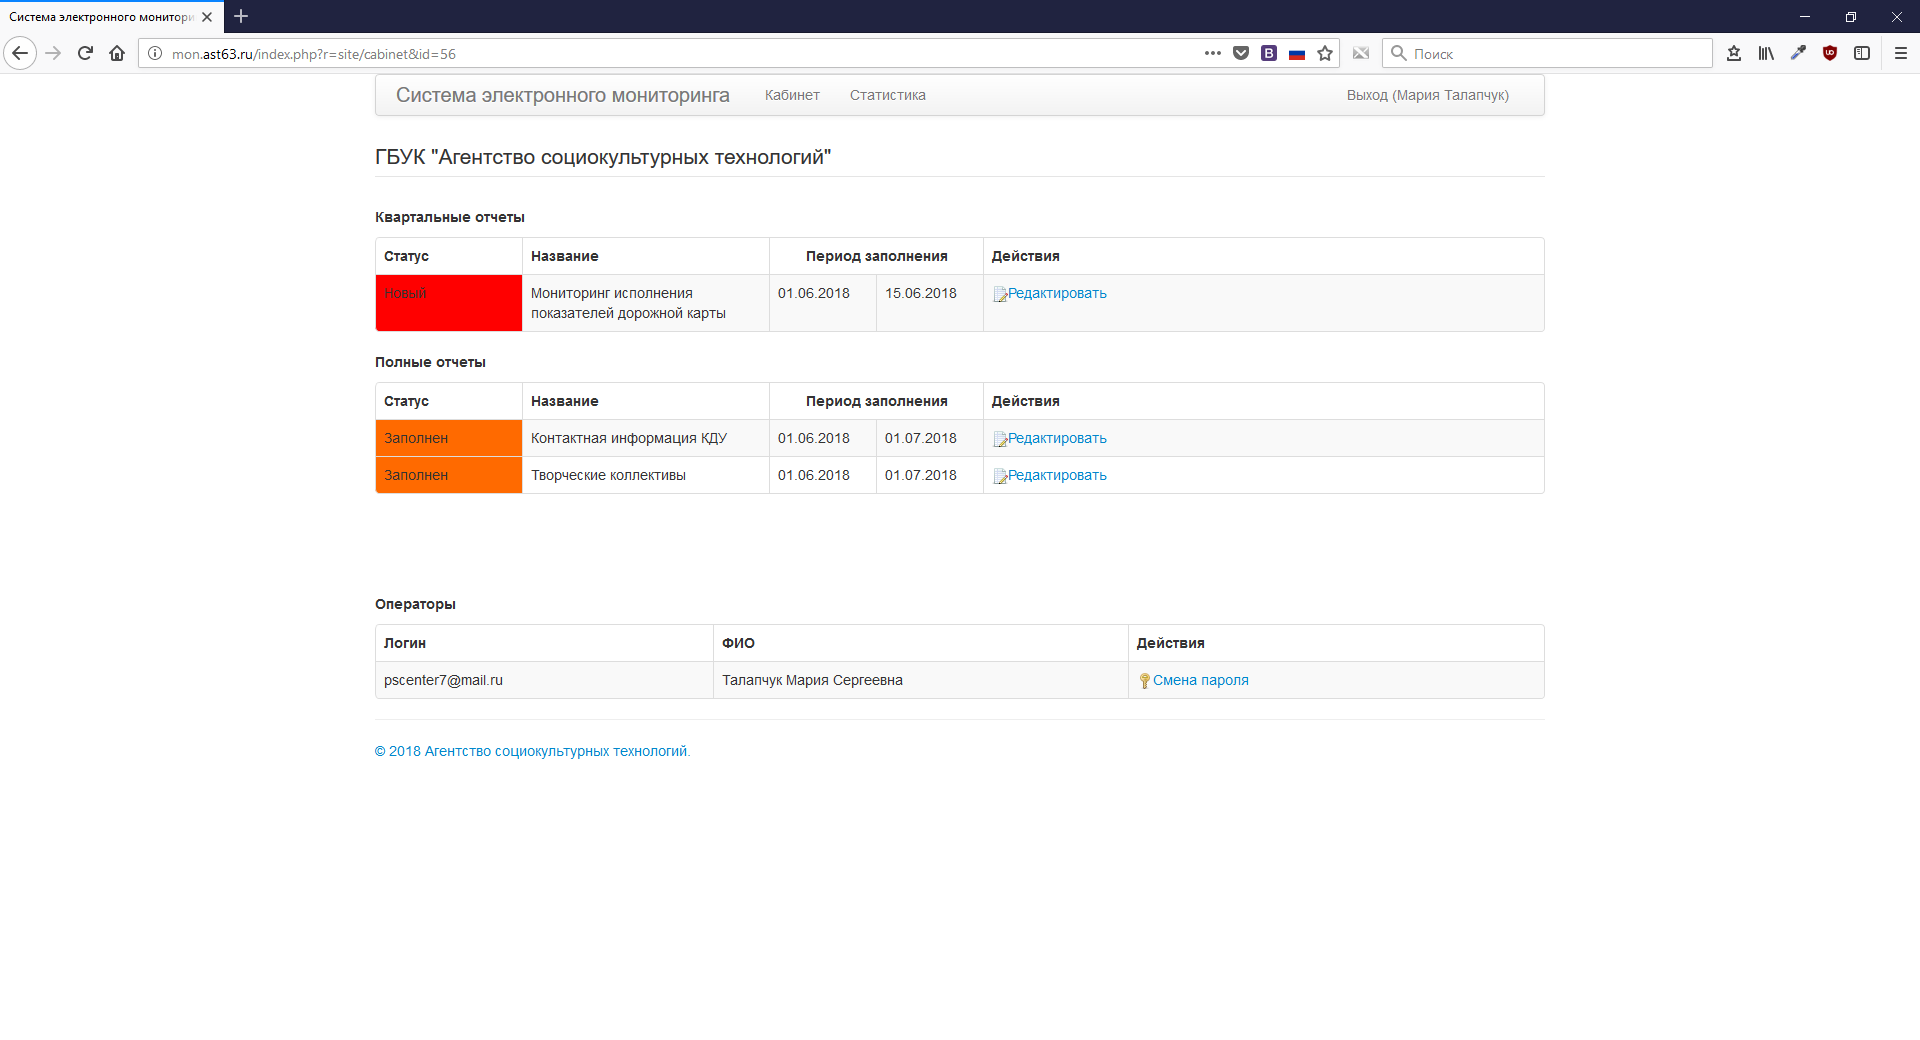 Система электронного монитори
mon.ast63.ru/index.php?r=site/cabinet&id=56
Поиск
Система электронного мониторинга Кабинет Статистика Выход (Мария Талапчук)
ГБУК "Агентство социокультурных технологий"
Квартальные отчеты
Статус Название Период заполнения Действия
Новый Мониторинг исполнения 01.06.2018 15.06.2018 Редактировать
показателей дорожной карты
Полные отчеты
Статус Название Период заполнения Действия
Заполнен Контактная информация КДУ 01.06.2018 01.07.2018 Редактировать
Заполнен Творческие коллективы 01.06.2018 01.07.2018 Редактировать
Операторы
Логин ФИО Действия
pscenter7@mail.ru Талапчук Мария Сергеевна Смена пароля
© 2018 Агентство социокультурных технологий.